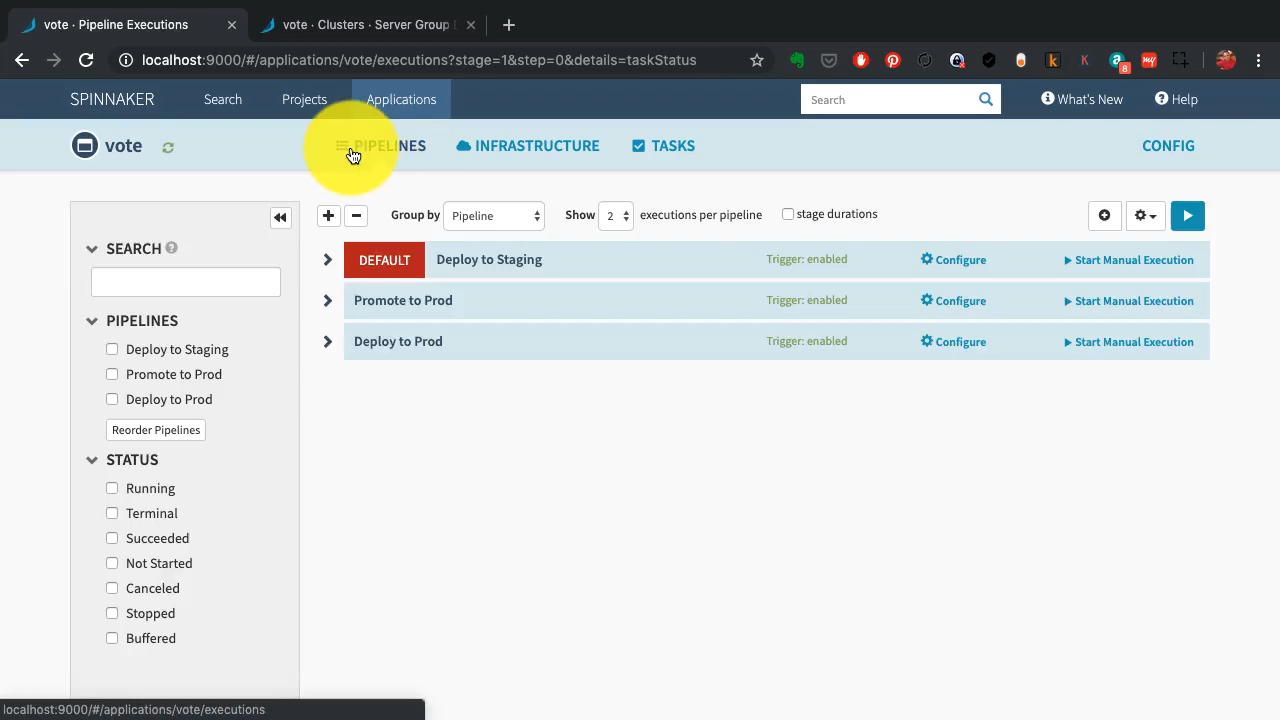 vote · Pipeline Executions
vote · Clusters · Server Group
localhost:9000/#/applications/vote/executions?stage=1&step=0&details=taskStatus
8
SPINNAKER Search Projects Applications Search What's New Help
vote PIPELINES INFRASTRUCTURE TASKS CONFIG
Group by Pipeline Show 2 executions per pipeline stage durations
SEARCH
PIPELINES
Deploy to Staging
Promote to Prod
Deploy to Prod
Reorder Pipelines
STATUS
Running
Terminal
Succeeded
Not Started
Canceled
Stopped
Buffered
DEFAULT Deploy to Staging Trigger: enabled Configure Start Manual Execution
Promote to Prod Trigger: enabled Configure Start Manual Execution
Deploy to Prod Trigger: enabled Configure Start Manual Execution
localhost:9000/#/applications/vote/executions